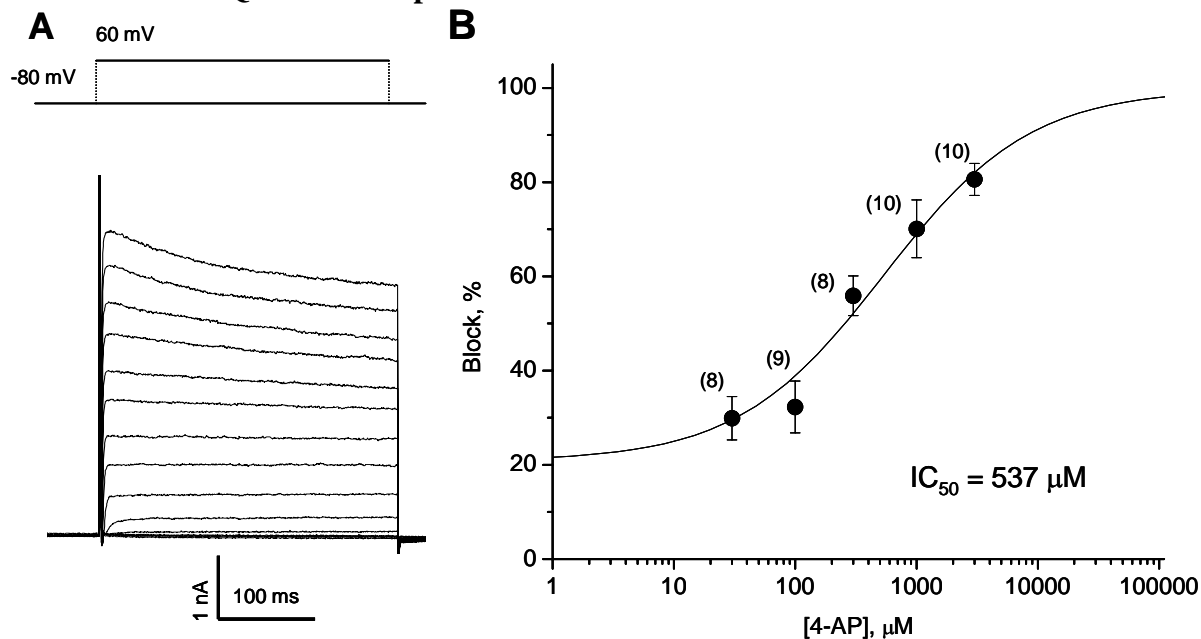 A
60 mV
-80 mV
1 nA
100 ms
B
100
80
60
40
20
0
Block, %
(8)
(9)
(8)
(10)
(10)
IC50 = 537 µM
1
10
100
1000
10000
100000
[4-AP], µM